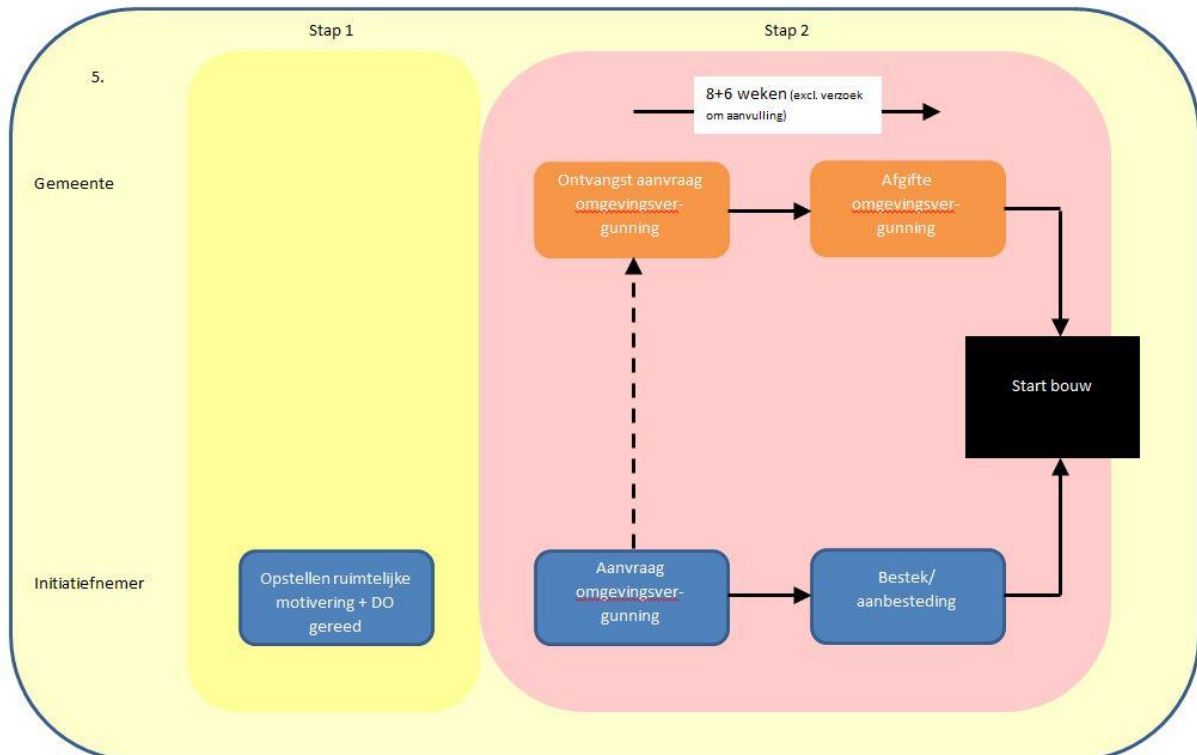 Stap 1
Stap 2
5.
8+6 weken (excl. verzoek
om aanvulling)
Gemeente
Ontvangst aanvraag
omgevingsver-
gunning
Afgifte
omgevingsver-
gunning
Start bouw
Initiatiefnemer
Opstellen ruimtelijke
motivering + DO
gereed
Aanvraag
omgevingsver-
gunning
Bestek/
aanbesteding